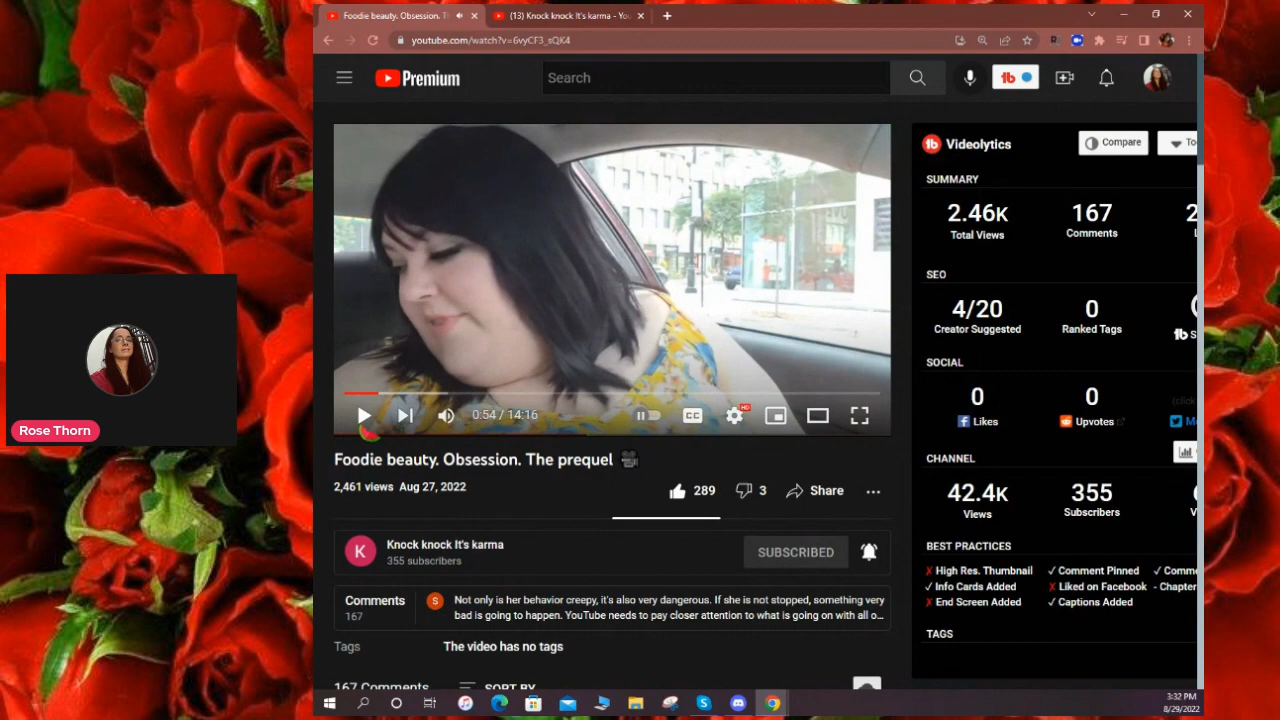 Foodie beauty. Obsession. T
(13) Knock knock It's karma - You
youtube.com/watch?v=6vyCF3_sQK4
Premium
Search
Videolytics
Compare
SUMMARY
2.46K
167
Total Views
Comments
SEO
4/20
0
Creator Suggested
Ranked Tags
SOCIAL
0
0
Likes
Upvotes
CHANNEL
42.4K
355
Views
Subscribers
BEST PRACTICES
High Res. Thumbnail
Comment Pinned
Info Cards Added
Liked on Facebook
- Chapter
End Screen Added
Captions Added
TAGS
CC
HD
0:54 / 14:16
Foodie beauty. Obsession. The prequel
2,461 views Aug 27, 2022
289
3
Share
K
Knock knock It's karma
355 subscribers
SUBSCRIBED
Comments
167
S
Not only is her behavior creepy, it's also very dangerous. If she is not stopped, something very
bad is going to happen. YouTube needs to pay closer attention to what is going on with all o...
Tags
The video has no tags
167 Comments
SORT BY
Rose Thorn
3:32 PM
8/29/2022